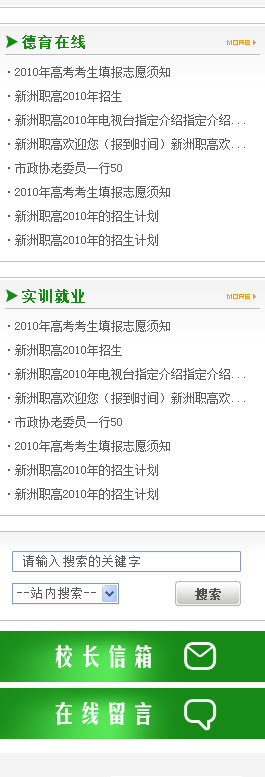 德育在线 MORE
·2010年高考考生填报志愿须知
·新洲职高2010年招生
·新洲职高2010年电视台指定介绍指定介绍...
·新洲职高欢迎您（报到时间）新洲职高欢...
·市政协老委员一行50
·2010年高考考生填报志愿须知
·新洲职高2010年的招生计划
·新洲职高2010年的招生计划
实训就业 MORE
·2010年高考考生填报志愿须知
·新洲职高2010年招生
·新洲职高2010年电视台指定介绍指定介绍...
·新洲职高欢迎您（报到时间）新洲职高欢...
·市政协老委员一行50
·2010年高考考生填报志愿须知
·新洲职高2010年的招生计划
·新洲职高2010年的招生计划
请输入搜索的关键字
--站内搜索-- 搜索
校长信箱
在线留言